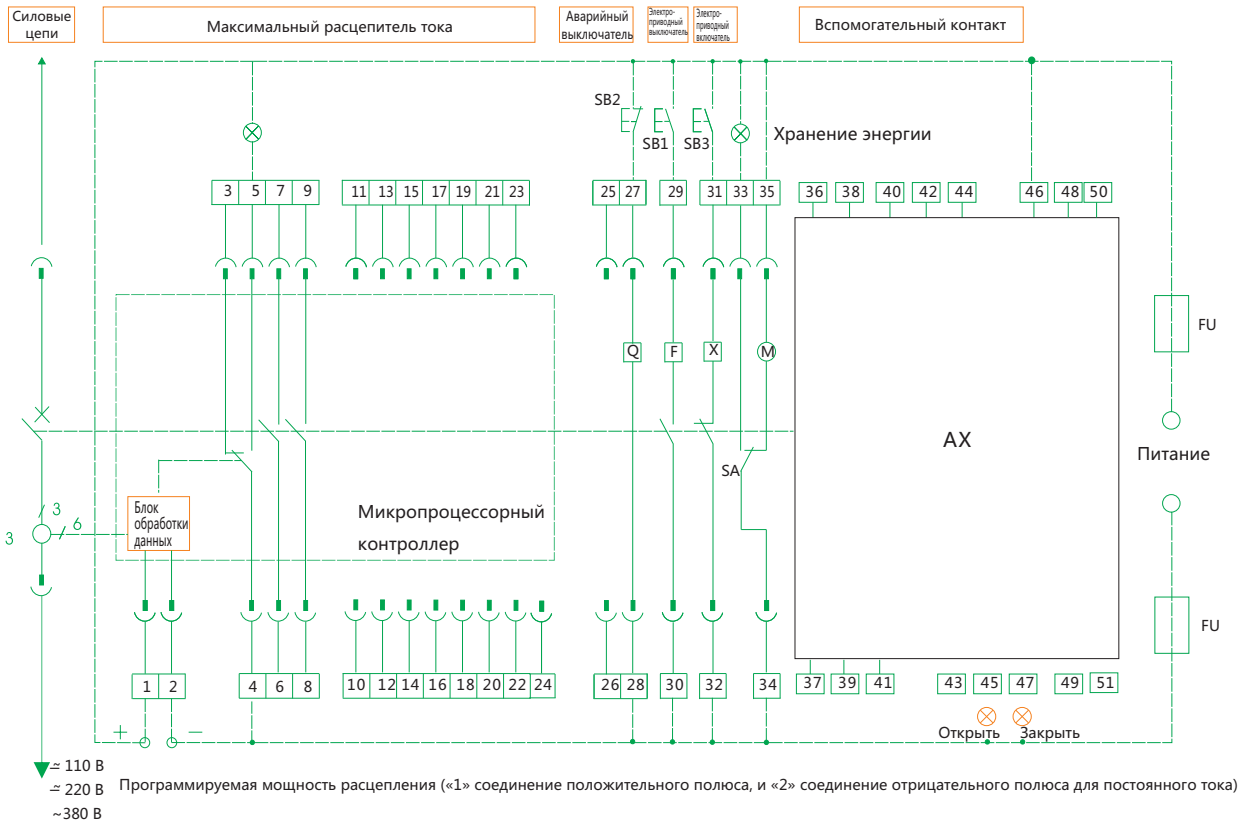 Силовые
цепи
Максимальный расцепитель тока
Аварийный
выключатель
Электро-
приводный
выключатель
Электро-
приводный
включатель
Вспомогательный контакт
SB2
SB1
SB3
Хранение энергии
3 5 7 9
11 13 15 17 19 21 23
25 27
29
31 33 35
36 38 40 42 44 46 48 50
FU
Q F X M
AX
Питание
SA
3
3
6
Блок
обработки
данных
Микропроцессорный
контроллер
FU
1 2
4 6 8
10 12 14 16 18 20 22 24
26 28
30
32
34
37 39 41 43 45 47 49 51
+ −
Открыть Закрыть
≃ 110 В
≃ 220 В
~380 В
Программируемая мощность расцепления («1» соединение положительного полюса, и «2» соединение отрицательного полюса для постоянного тока)